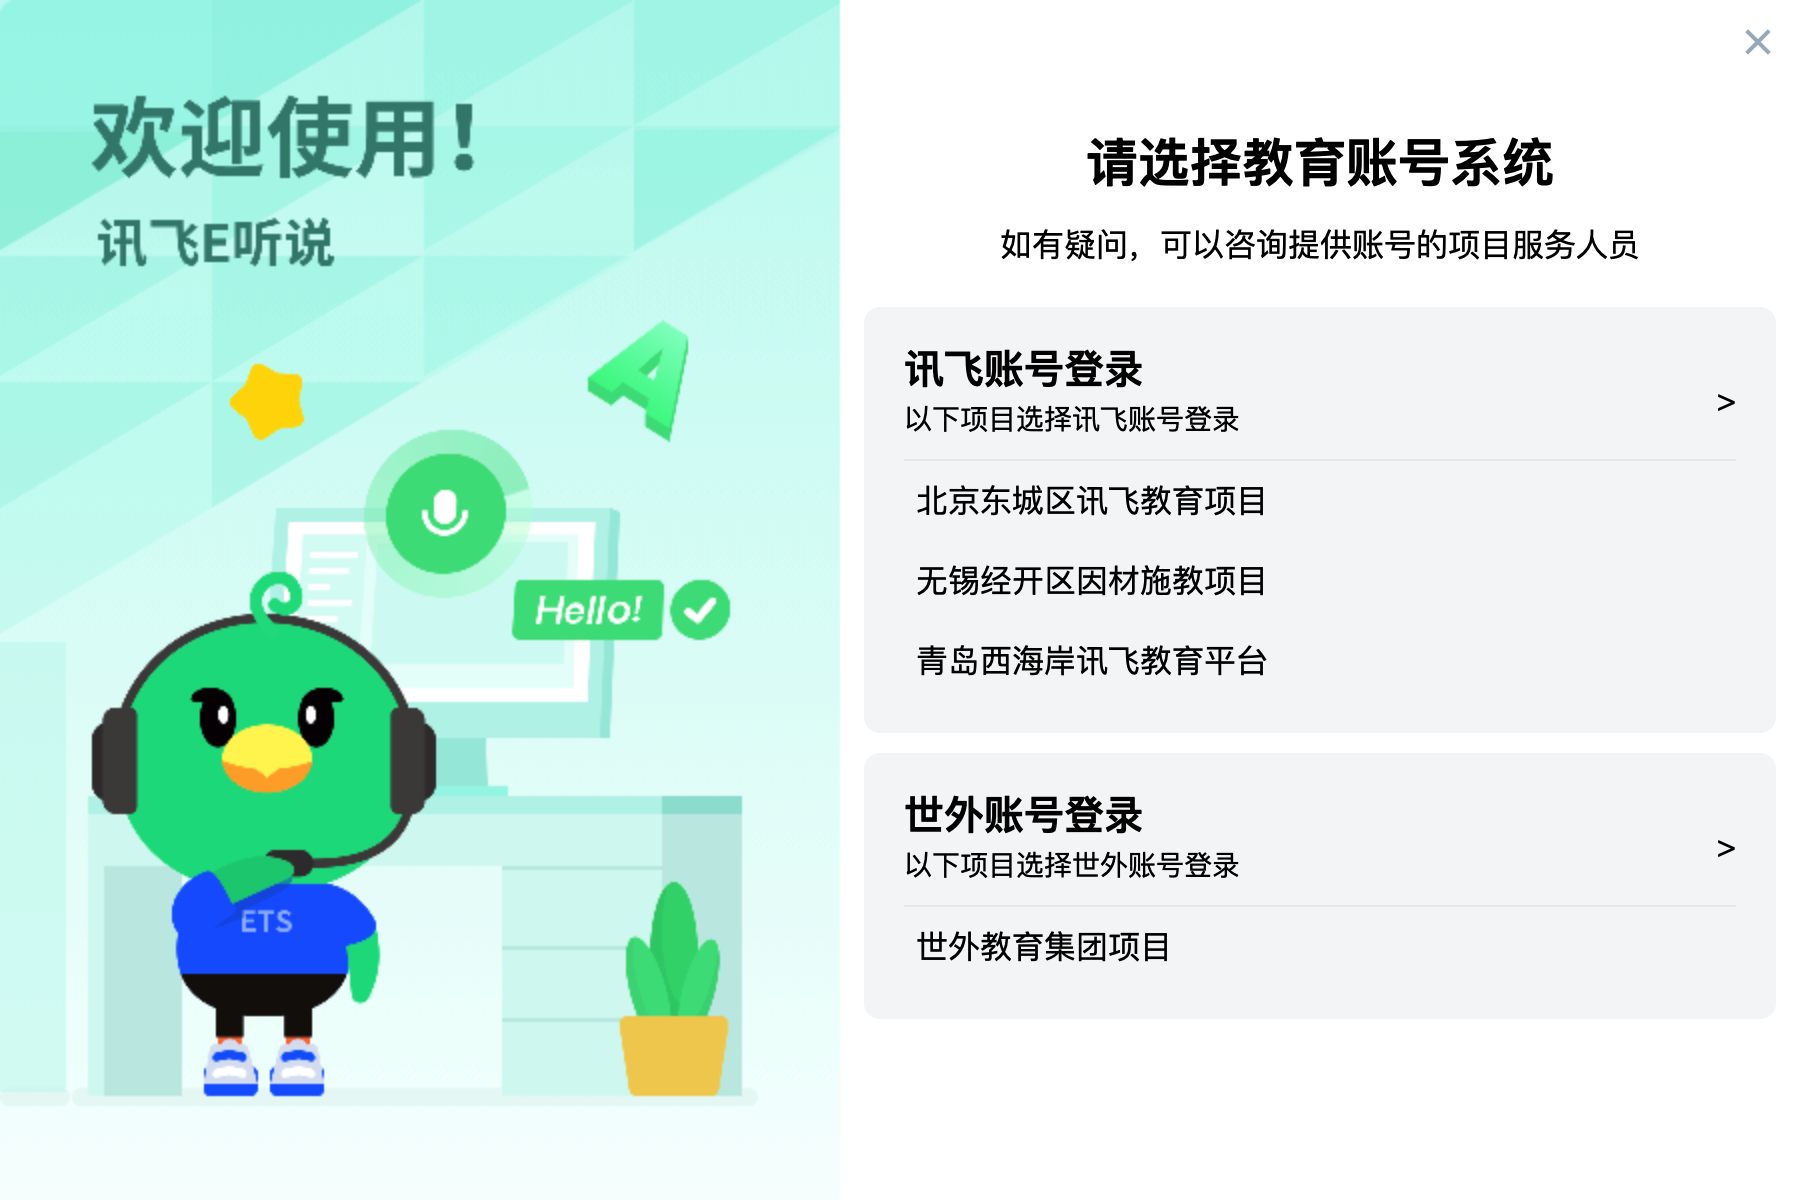 欢迎使用！
讯飞E听说
Hello!
ETS
请选择教育账号系统
如有疑问，可以咨询提供账号的项目服务人员
讯飞账号登录
以下项目选择讯飞账号登录
>
北京东城区讯飞教育项目
无锡经开区因材施教项目
青岛西海岸讯飞教育平台
世外账号登录
以下项目选择世外账号登录
>
世外教育集团项目